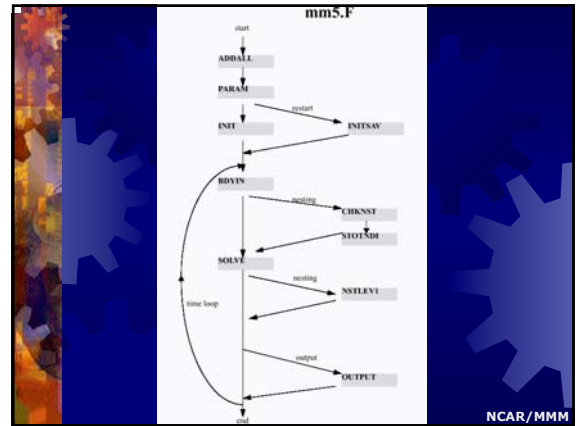 mm5.F
start
ADDALL
PARAM
restart
INIT
INITSAV
BDYIN
nesting
CHKNST
STOTNDI
SOLVE
nesting
NSTLEV1
time loop
output
OUTPUT
end
NCAR/MMM